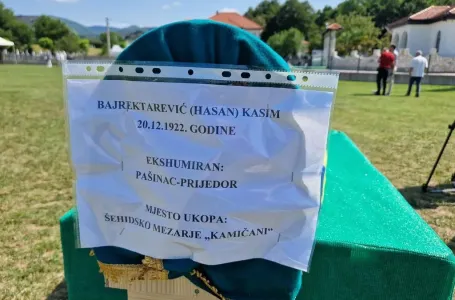 BAJREKTAREVIĆ (HASAN) KASIM
20.12.1922. GODINE
EKSHUMIRAN:
PAŠINAC-PRIJEDOR
MJESTO UKOPA:
ŠEHIDSKO MEZARJE „KAMIČANI"